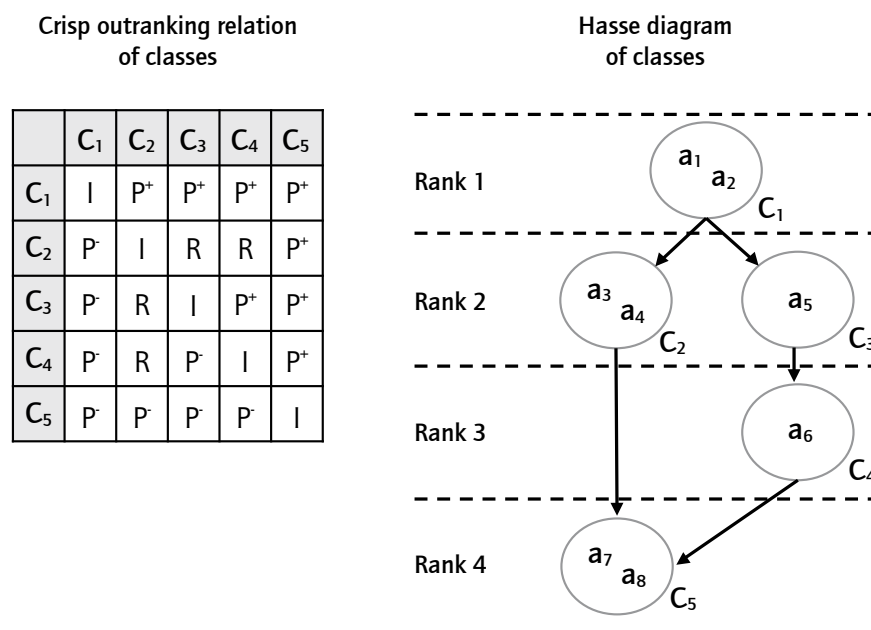 Crisp outranking relation
of classes
C₁ C₂ C₃ C₄ C₅
C₁ I P⁺ P⁺ P⁺ P⁺
C₂ P⁻ I R R P⁺
C₃ P⁻ R I P⁺ P⁺
C₄ P⁻ R P⁻ I P⁺
C₅ P⁻ P⁻ P⁻ P⁻ I
Hasse diagram
of classes
Rank 1
a₁
a₂
C₁
Rank 2
a₃
a₄
C₂
a₅
C₃
Rank 3
a₆
C₄
Rank 4
a₇
a₈
C₅